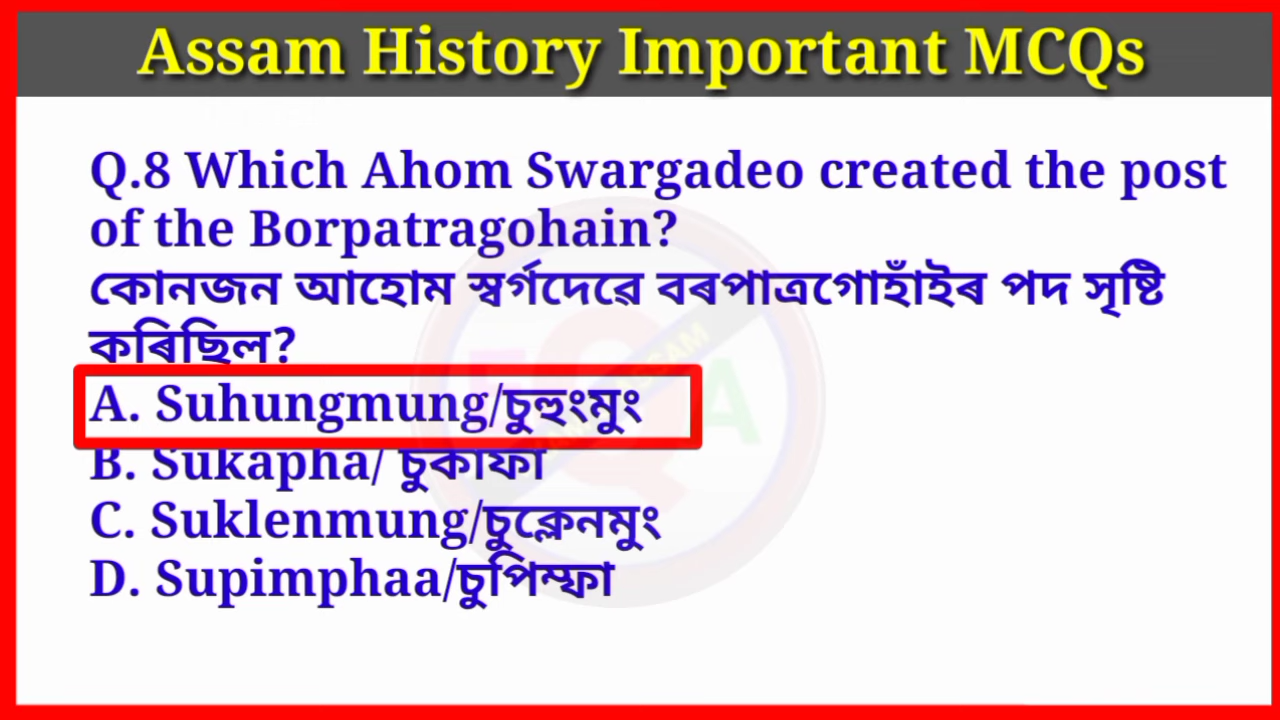 Assam History Important MCQs
Q.8 Which Ahom Swargadeo created the post
of the Borpatragohain?
কোনজন আহোম স্বৰ্গদেৱে বৰপাত্ৰগোহাঁইৰ পদ সৃষ্টি
কৰিছিল?
A. Suhungmung/চুহুংমুং
B. Sukapha/ চুকাফা
C. Suklenmung/চুক্লেনমুং
D. Supimphaa/চুপিম্ফা